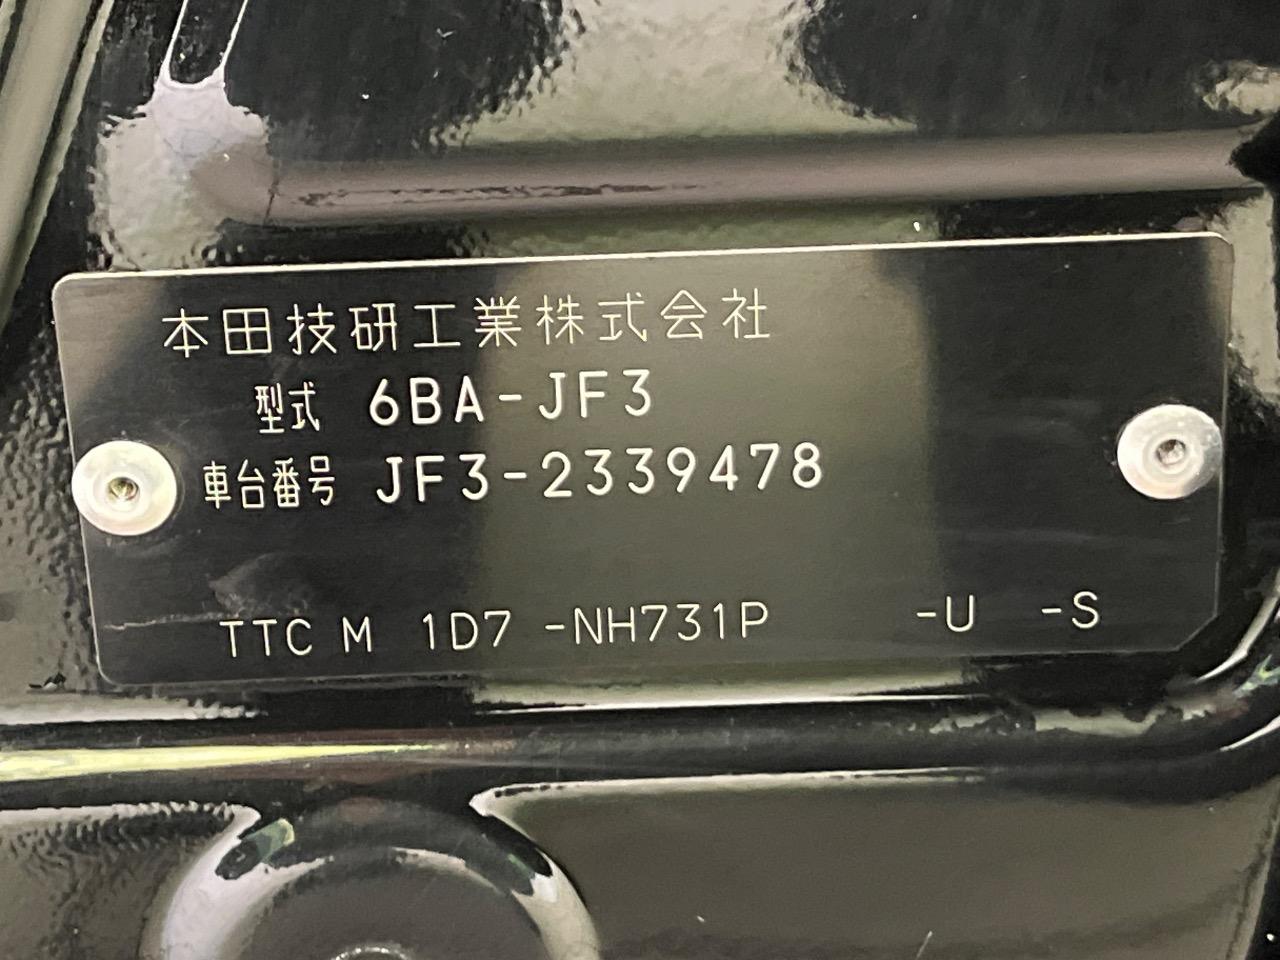 本田技研工業株式会社
型式 6BA-JF3
車台番号 JF3-2339478
TTC M 1D7 -NH731P -U -S